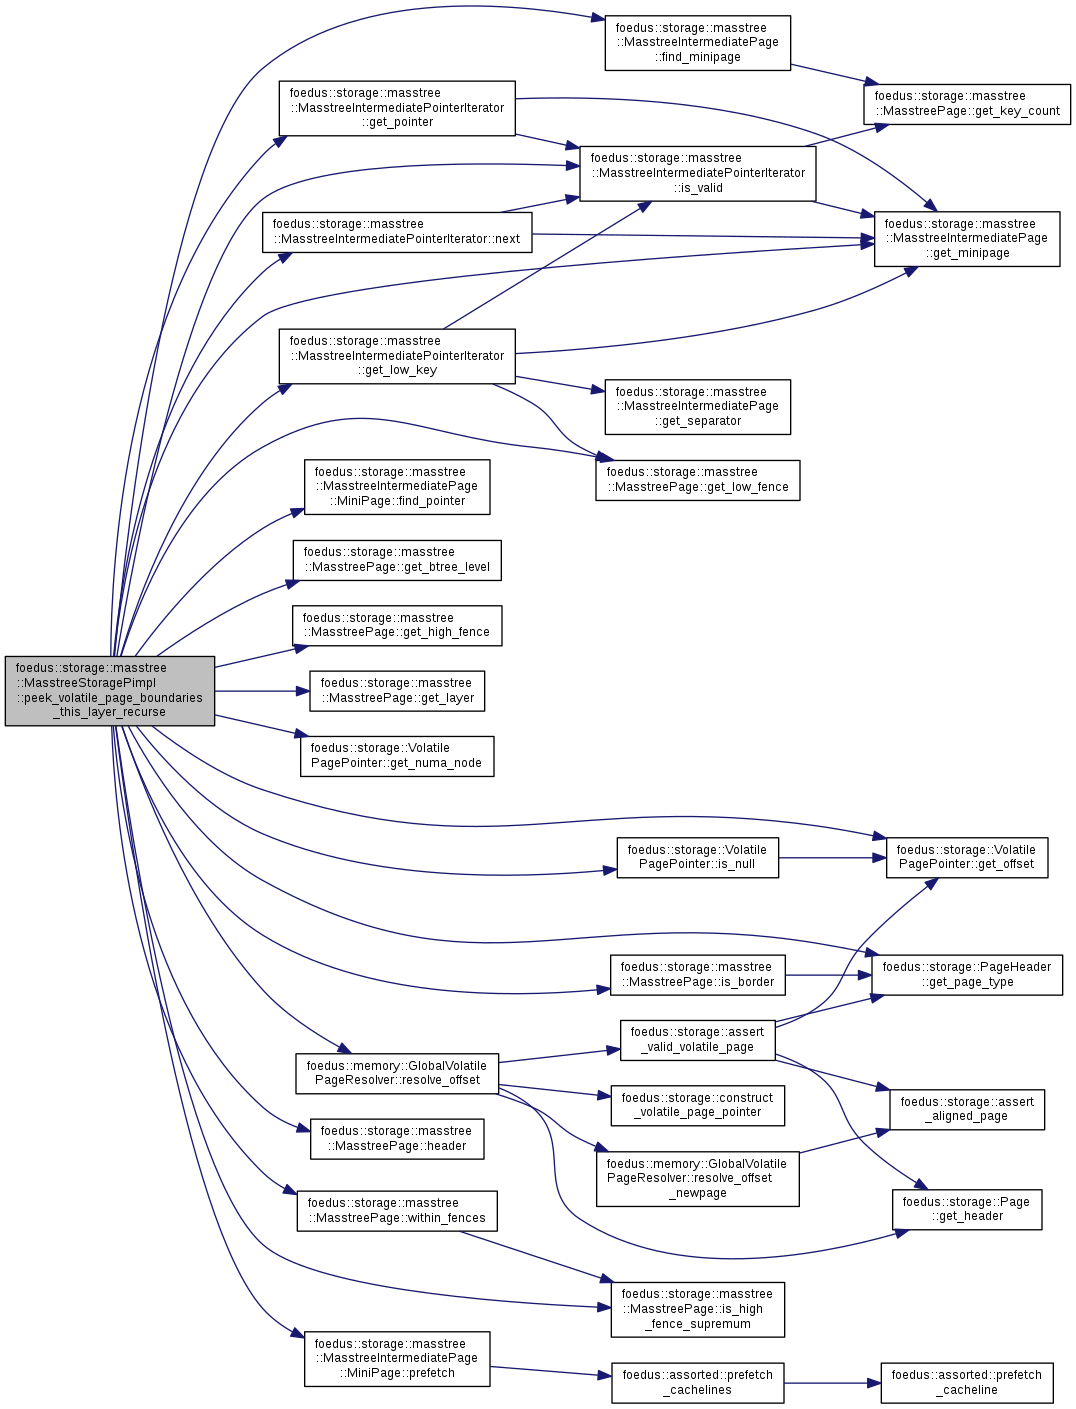 foedus::storage::masstree
::MasstreeStoragePimpl
::peek_volatile_page_boundaries
_this_layer_recurse
foedus::storage::masstree
::MasstreeIntermediatePage
::find_minipage
foedus::storage::masstree
::MasstreePage::get_key_count
foedus::storage::masstree
::MasstreeIntermediatePointerIterator
::get_pointer
foedus::storage::masstree
::MasstreeIntermediatePointerIterator
::is_valid
foedus::storage::masstree
::MasstreeIntermediatePointerIterator::next
foedus::storage::masstree
::MasstreeIntermediatePage
::get_minipage
foedus::storage::masstree
::MasstreeIntermediatePointerIterator
::get_low_key
foedus::storage::masstree
::MasstreeIntermediatePage
::get_separator
foedus::storage::masstree
::MasstreePage::get_low_fence
foedus::storage::masstree
::MasstreeIntermediatePage
::MiniPage::find_pointer
foedus::storage::masstree
::MasstreePage::get_btree_level
foedus::storage::masstree
::MasstreePage::get_high_fence
foedus::storage::masstree
::MasstreePage::get_layer
foedus::storage::Volatile
PagePointer::get_numa_node
foedus::storage::Volatile
PagePointer::is_null
foedus::storage::Volatile
PagePointer::get_offset
foedus::storage::masstree
::MasstreePage::is_border
foedus::storage::PageHeader
::get_page_type
foedus::memory::GlobalVolatile
PageResolver::resolve_offset
foedus::storage::assert
_valid_volatile_page
foedus::storage::construct
_volatile_page_pointer
foedus::storage::assert
_aligned_page
foedus::memory::GlobalVolatile
PageResolver::resolve_offset
_newpage
foedus::storage::Page
::get_header
foedus::storage::masstree
::MasstreePage::header
foedus::storage::masstree
::MasstreePage::within_fences
foedus::storage::masstree
::MasstreePage::is_high
_fence_supremum
foedus::storage::masstree
::MasstreeIntermediatePage
::MiniPage::prefetch
foedus::assorted::prefetch
_cachelines
foedus::assorted::prefetch
_cacheline